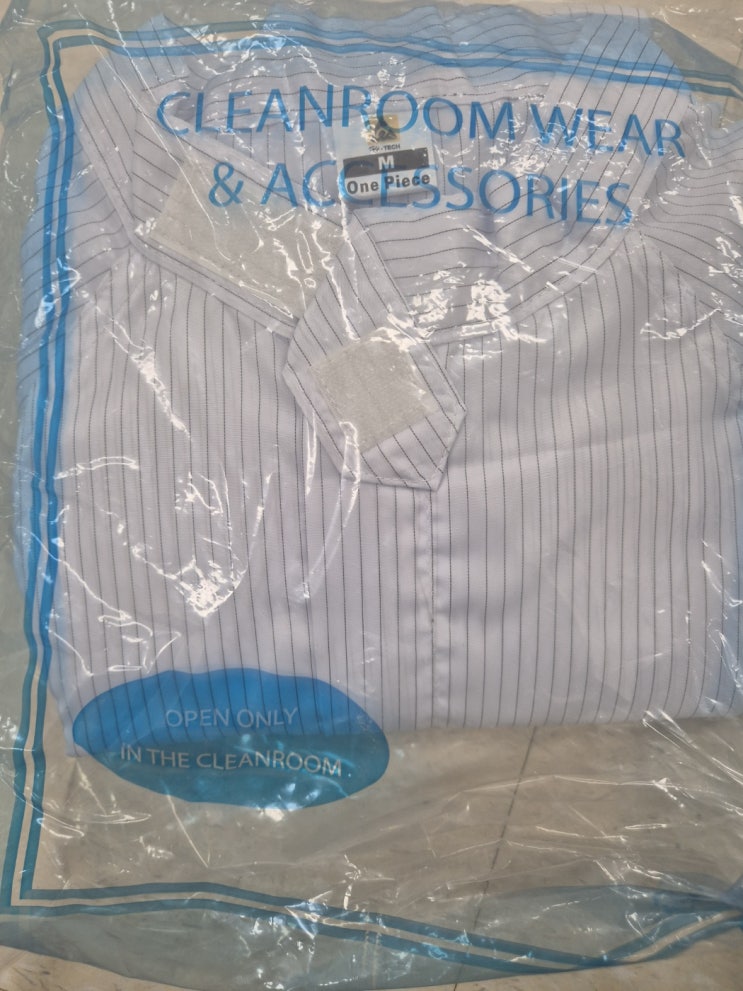 CLEANROOM WEAR
& ACCESSORIES
M
One Piece
OPEN ONLY
IN THE CLEANROOM